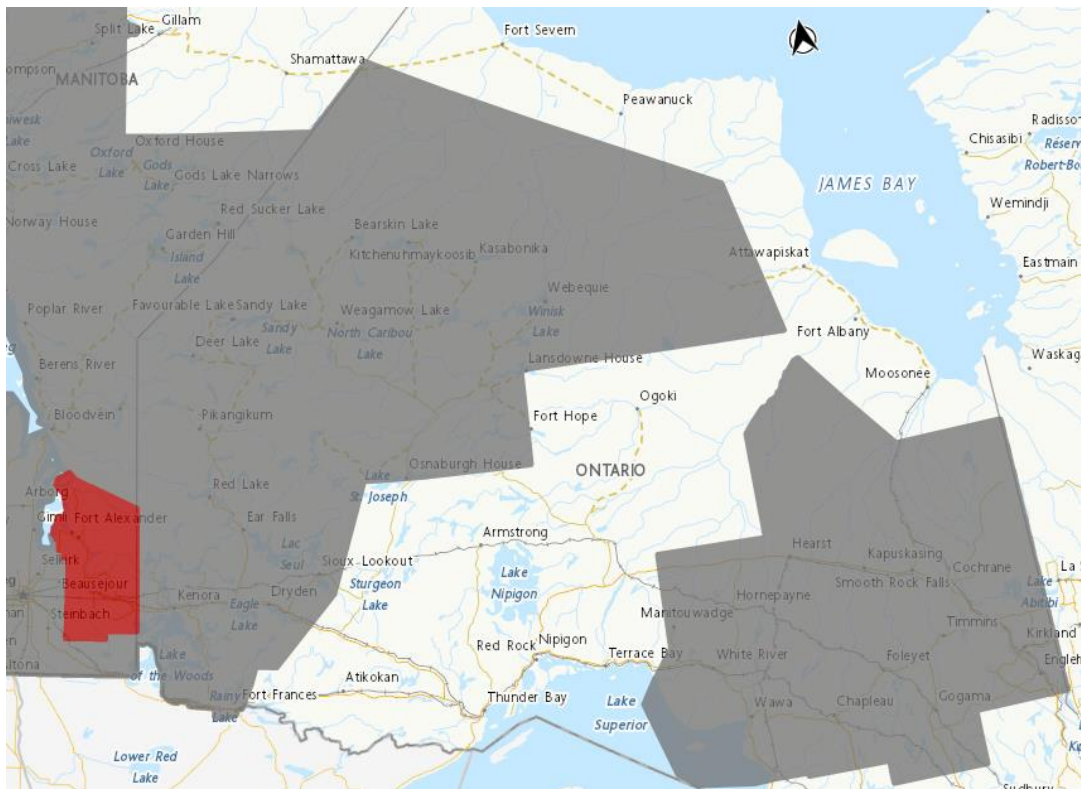 Gillam
Split Lake
Fort Severn
Shamattawa
MANITOBA
Peawanuck
Radisson
Chisasibi
Réserv
Robert-Bo
Oxford House
Oxford
Lake
Gods
Lake
Gods Lake Narrows
Cross Lake
JAMES BAY
Wemindji
Red Sucker Lake
Norway House
Bearskin Lake
Garden Hill
Island
Lake
Kitchenuhmaykoosib
Kasabonika
Attawapiskat
Eastmain
Webequie
Winisk
Lake
Poplar River
Favourable Lake
Sandy Lake
Sandy
Lake
Weagamow Lake
North Caribou
Lake
Fort Albany
Deer Lake
Lansdowne House
Waskag
Berens River
Moosonee
Ogoki
Bloodvein
Pikangikum
Fort Hope
Osnaburgh House
ONTARIO
Lake
St. Joseph
Arborg
Red Lake
Gimli
Fort Alexander
Ear Falls
Armstrong
Lac
Seul
Hearst
Kapuskasing
Cochrane
Selkirk
Sioux Lookout
Smooth Rock Falls
Lake
Abitibi
La S
Beausejour
Sturgeon
Lake
Lake
Nipigon
Hornepayne
Kenora
Eagle
Lake
Dryden
Manitouwadge
Steinbach
Timmins
Kirkland
Lake
of the Woods
Red Rock
Nipigon
Terrace Bay
White River
Foleyet
Engleh
Altona
Atikokan
Rainy
Lake
Fort Frances
Thunder Bay
Lake
Superior
Wawa
Chapleau
Gogama
Lower Red
Lake
Sudbury